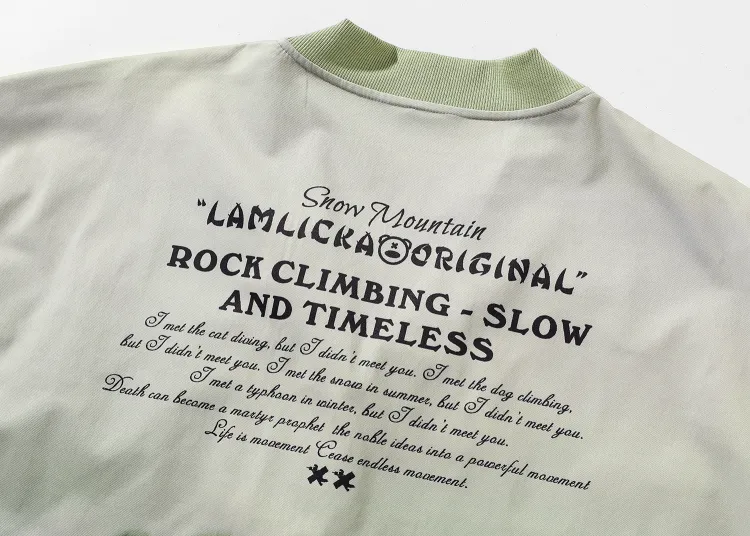 Snow Mountain
"LAMLICKA ORIGINAL"
ROCK CLIMBING - SLOW
AND TIMELESS
I met the cat diving, but I didn't meet you. I met the dog climbing,
but I didn't meet you. I met the snow in summer, but I didn't meet you.
I met a typhoon in winter, but I didn't meet you.
Death can become a martyr prophet the noble ideas into a powerful movement
Life is movement Cease endless movement.